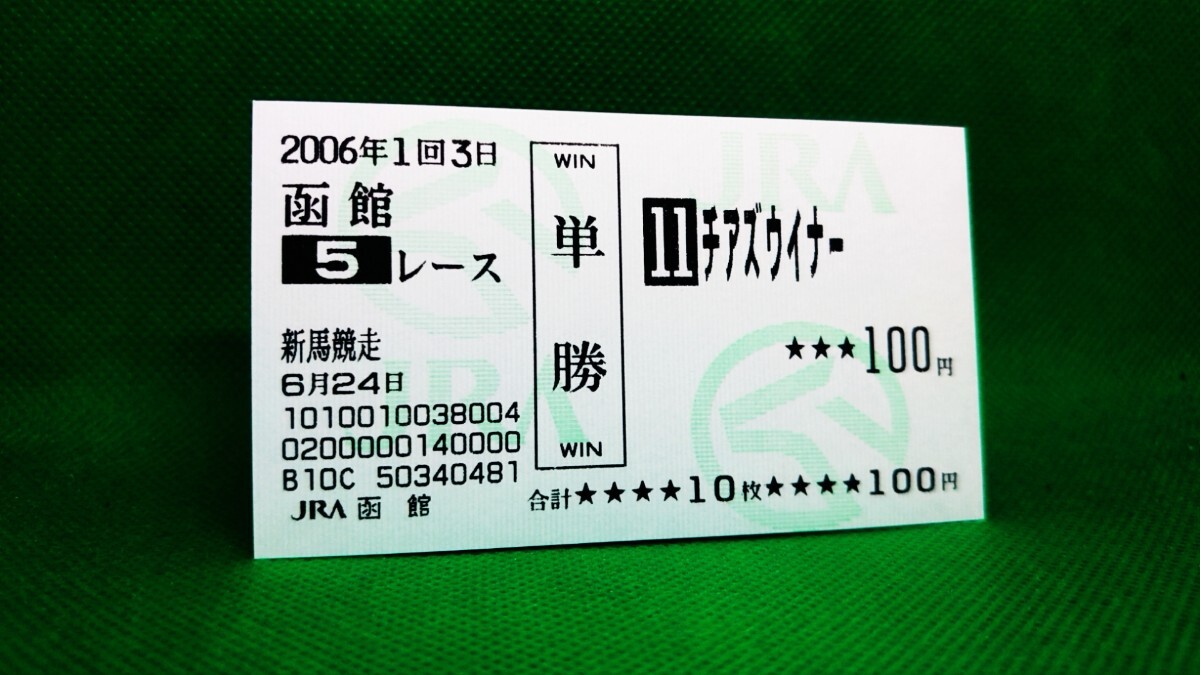 2006年1回3日
函館
5レース
新馬競走
6月24日
1010010038004
0200000140000
B10C 50340481
JRA 函館
WIN
単勝
WIN
11チアズウイナー
★★★100円
合計★★★★10枚★★★★100円
JRA
JRA